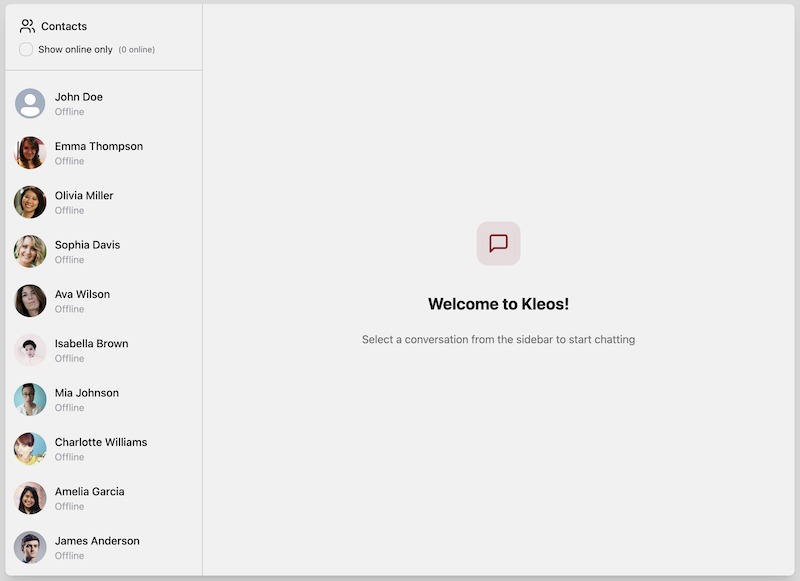 Contacts
Show online only (0 online)
John Doe
Offline
Emma Thompson
Offline
Olivia Miller
Offline
Sophia Davis
Offline
Ava Wilson
Offline
Isabella Brown
Offline
Mia Johnson
Offline
Charlotte Williams
Offline
Amelia Garcia
Offline
James Anderson
Offline
Welcome to Kleos!
Select a conversation from the sidebar to start chatting